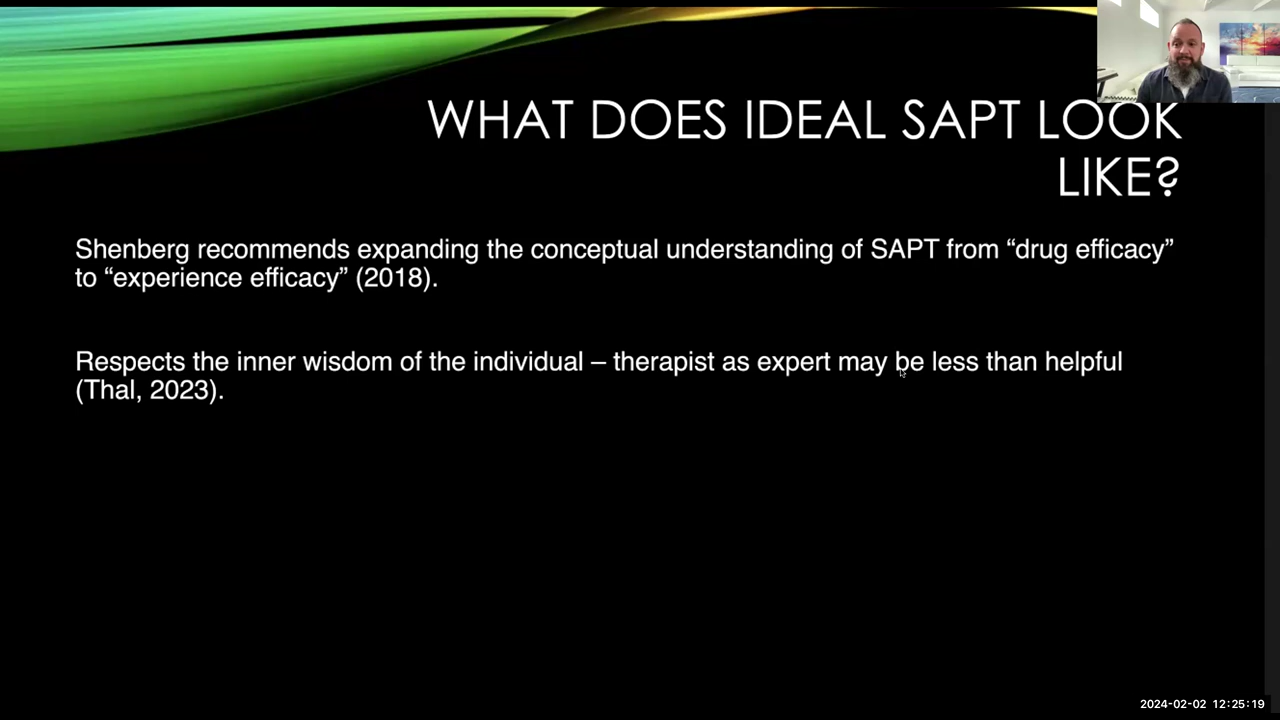 WHAT DOES IDEAL SAPT LOOK
LIKE?
Shenberg recommends expanding the conceptual understanding of SAPT from “drug efficacy”
to “experience efficacy” (2018).
Respects the inner wisdom of the individual – therapist as expert may be less than helpful
(Thal, 2023).
2024-02-02 12:25:19